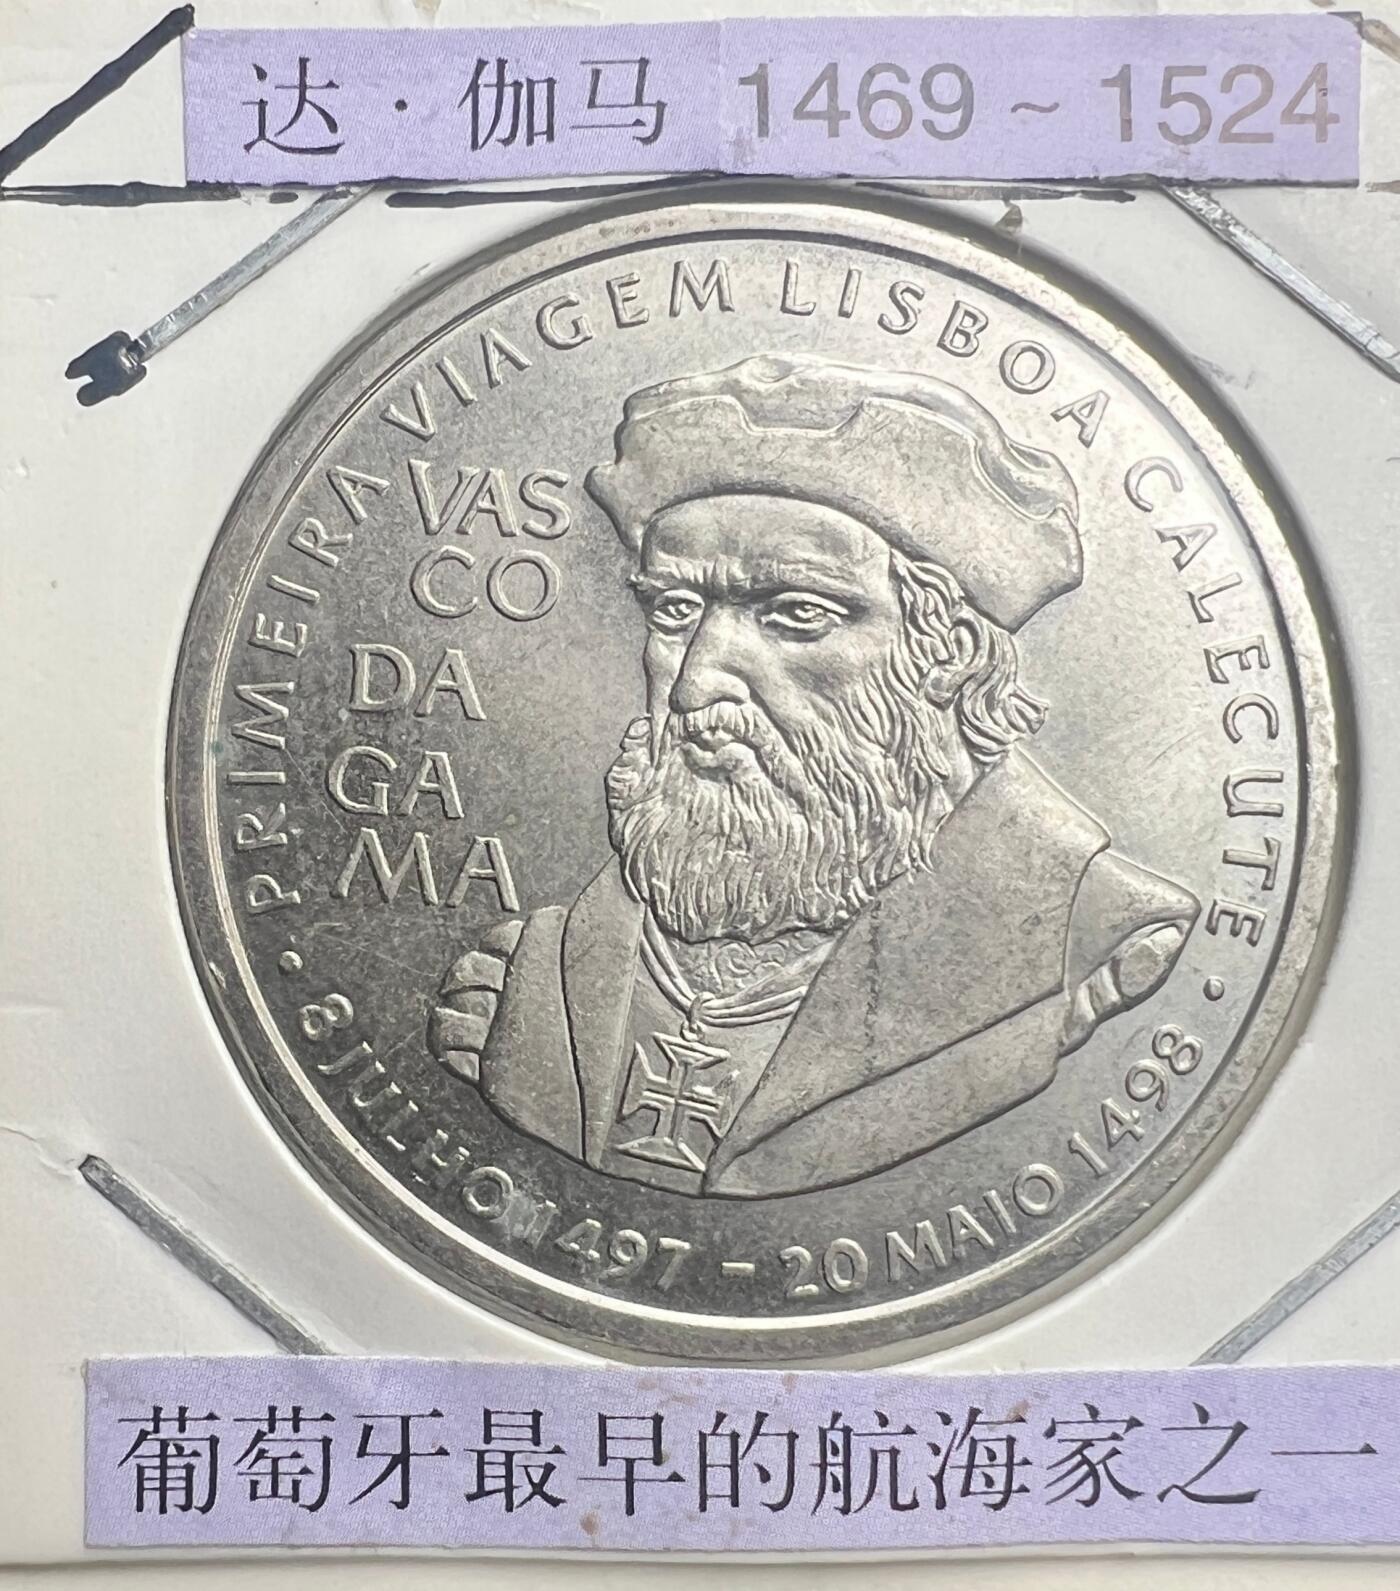 达·伽马 1469~1524
· PRIMEIRA VIAGEM LISBOA CALECUTE ·
VAS
CO
DA
GA
MA
8 JULHO 1497 - 20 MAIO 1498
葡萄牙最早的航海家之一